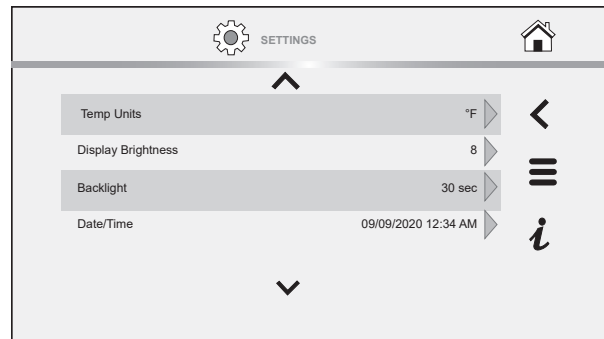 SETTINGS
Temp Units °F
Display Brightness 8
Backlight 30 sec
Date/Time 09/09/2020 12:34 AM
i